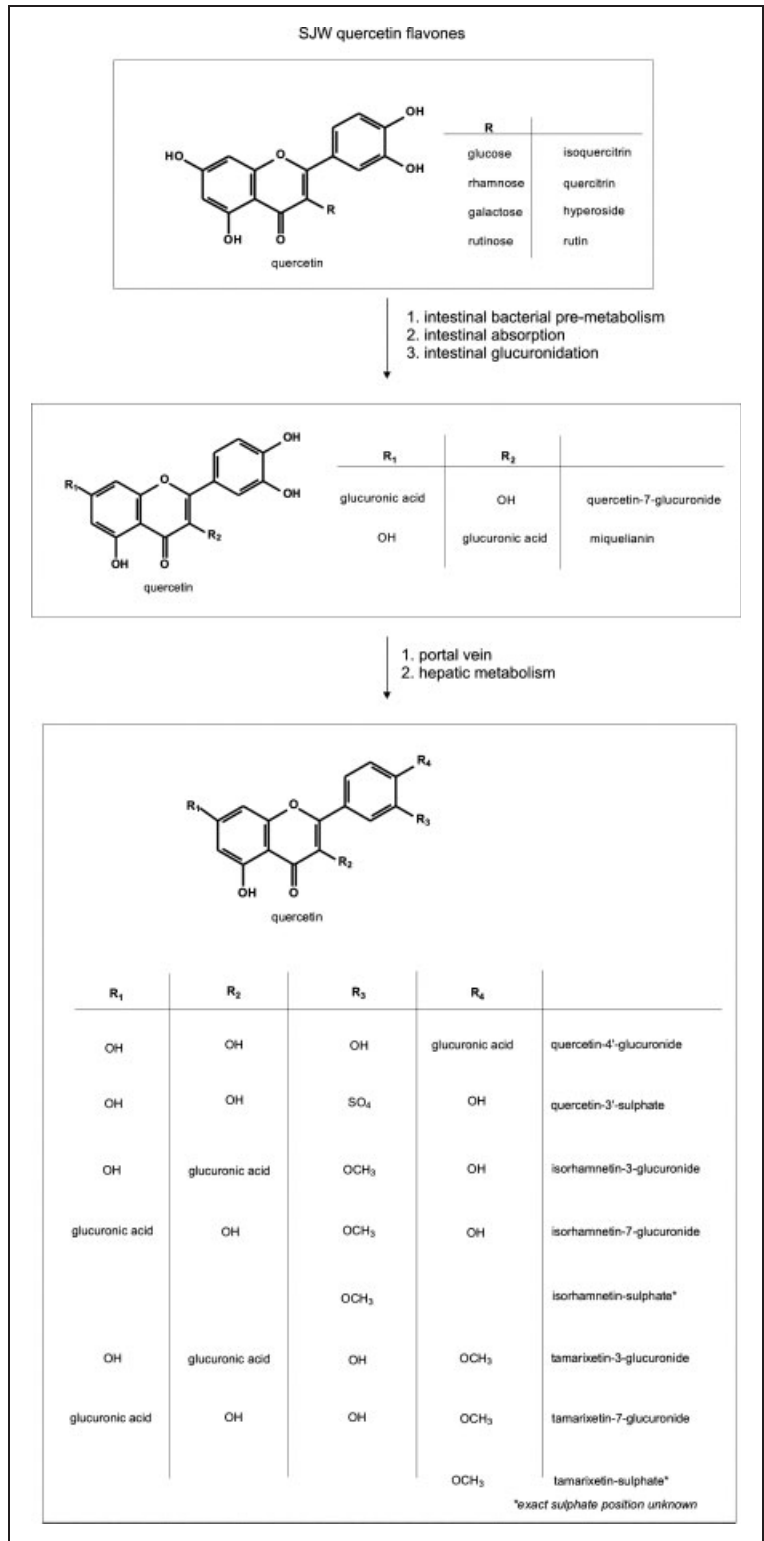 SJW quercetin flavones
OH
HO
O
OH
R
OH
O
quercetin
R
glucose isoquercitrin
rhamnose quercitrin
galactose hyperoside
rutinose rutin
1. intestinal bacterial pre-metabolism
2. intestinal absorption
3. intestinal glucuronidation
OH
R₁
O
OH
R₂
OH
O
quercetin
R₁ R₂
glucuronic acid OH quercetin-7-glucuronide
OH glucuronic acid miquelianin
1. portal vein
2. hepatic metabolism
R₄
R₁
O
R₃
R₂
OH
O
quercetin
R₁ R₂ R₃ R₄
OH OH OH glucuronic acid quercetin-4'-glucuronide
OH OH SO₄ OH quercetin-3'-sulphate
OH glucuronic acid OCH₃ OH isorhamnetin-3-glucuronide
glucuronic acid OH OCH₃ OH isorhamnetin-7-glucuronide
OCH₃ isorhamnetin-sulphate*
OH glucuronic acid OH OCH₃ tamarixetin-3-glucuronide
glucuronic acid OH OH OCH₃ tamarixetin-7-glucuronide
OCH₃ tamarixetin-sulphate*
*exact sulphate position unknown